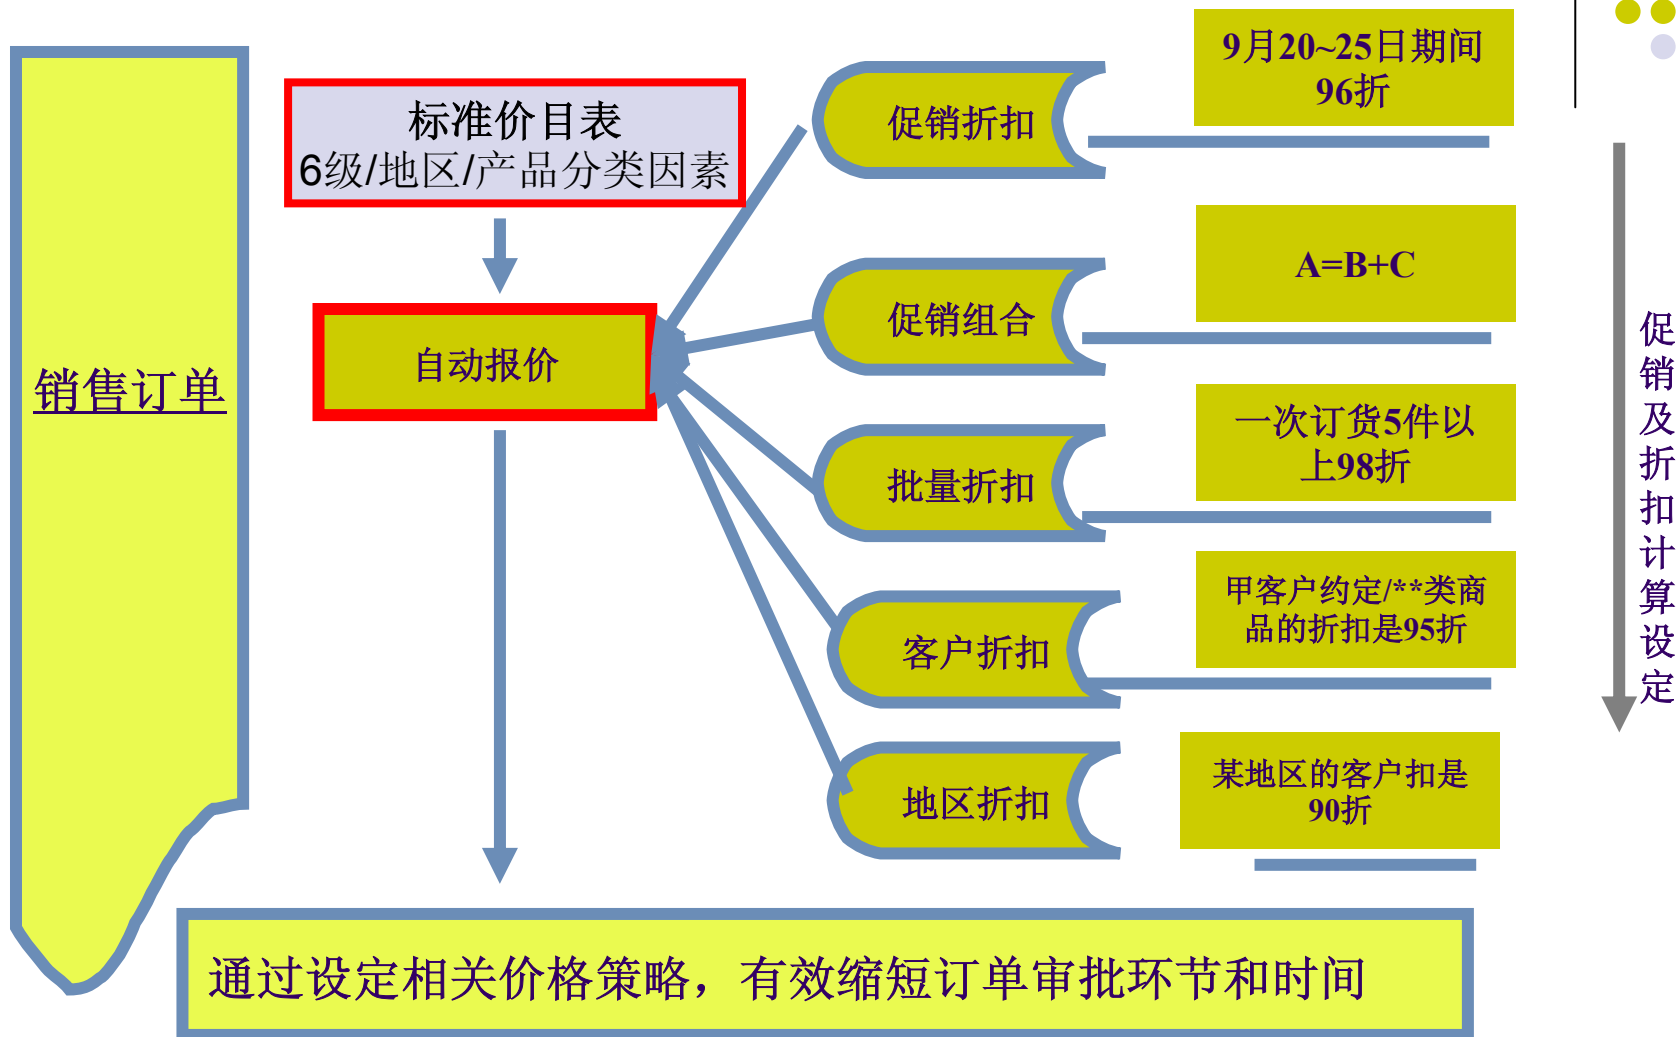 销售订单
标准价目表
6级/地区/产品分类因素
自动报价
促销折扣
9月20~25日期间
96折
促销组合
A=B+C
批量折扣
一次订货5件以
上98折
客户折扣
甲客户约定/**类商
品的折扣是95折
地区折扣
某地区的客户扣是
90折
促销及折扣计算设定
通过设定相关价格策略，有效缩短订单审批环节和时间